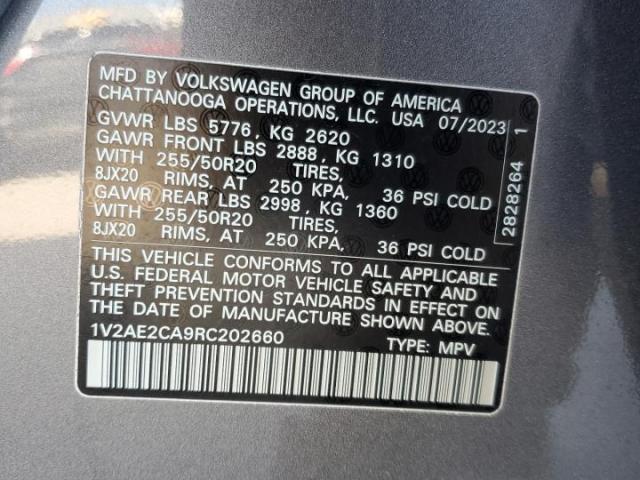 MFD BY VOLKSWAGEN GROUP OF AMERICA
CHATTANOOGA OPERATIONS, LLC. USA 07/2023
GVWR LBS 5776, KG 2620
GAWR FRONT LBS 2888, KG 1310
WITH 255/50R20 TIRES,
8JX20 RIMS, AT 250 KPA, 36 PSI COLD
GAWR REAR LBS 2998, KG 1360
WITH 255/50R20 TIRES,
8JX20 RIMS, AT 250 KPA, 36 PSI COLD
THIS VEHICLE CONFORMS TO ALL APPLICABLE
U.S. FEDERAL MOTOR VEHICLE SAFETY AND
THEFT PREVENTION STANDARDS IN EFFECT ON
THE DATE OF MANUFACTURE SHOWN ABOVE.
1V2AE2CA9RC202660 TYPE: MPV
2828264 1